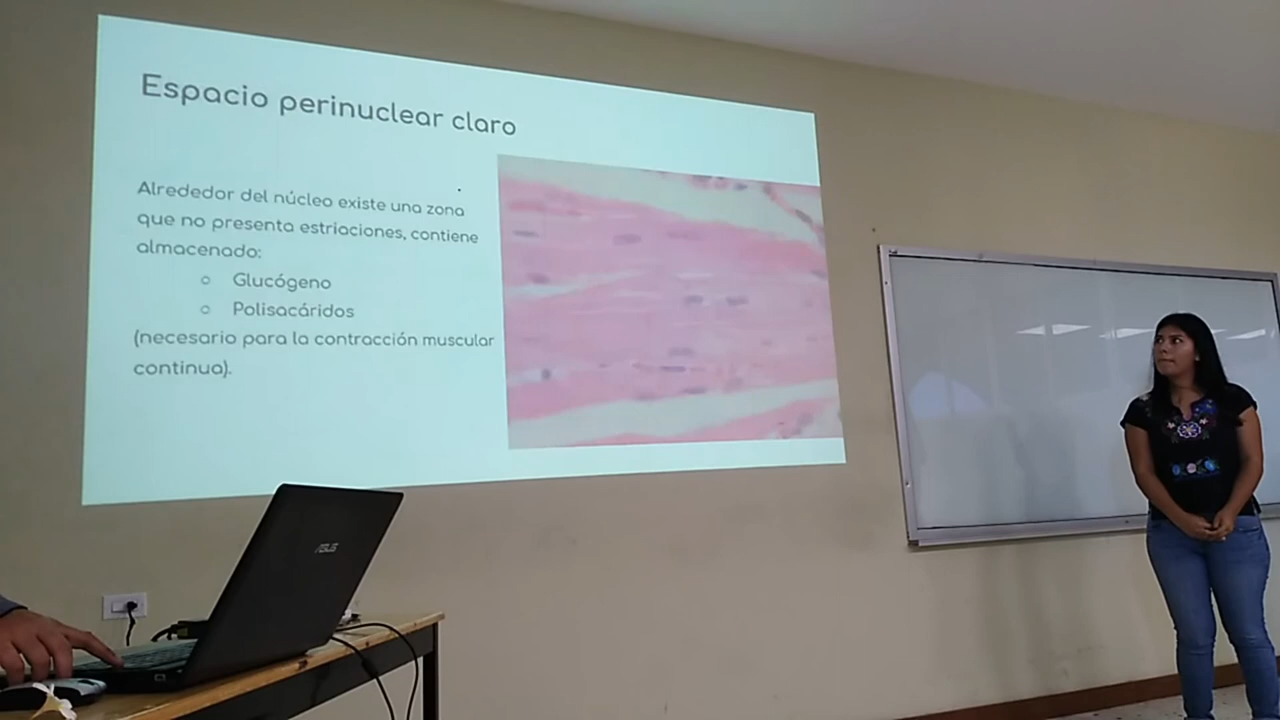 Espacio perinuclear claro
Alrededor del núcleo existe una zona
que no presenta estriaciones, contiene
almacenado:
○ Glucógeno
○ Polisacáridos
(necesario para la contracción muscular
continua).
ASUS